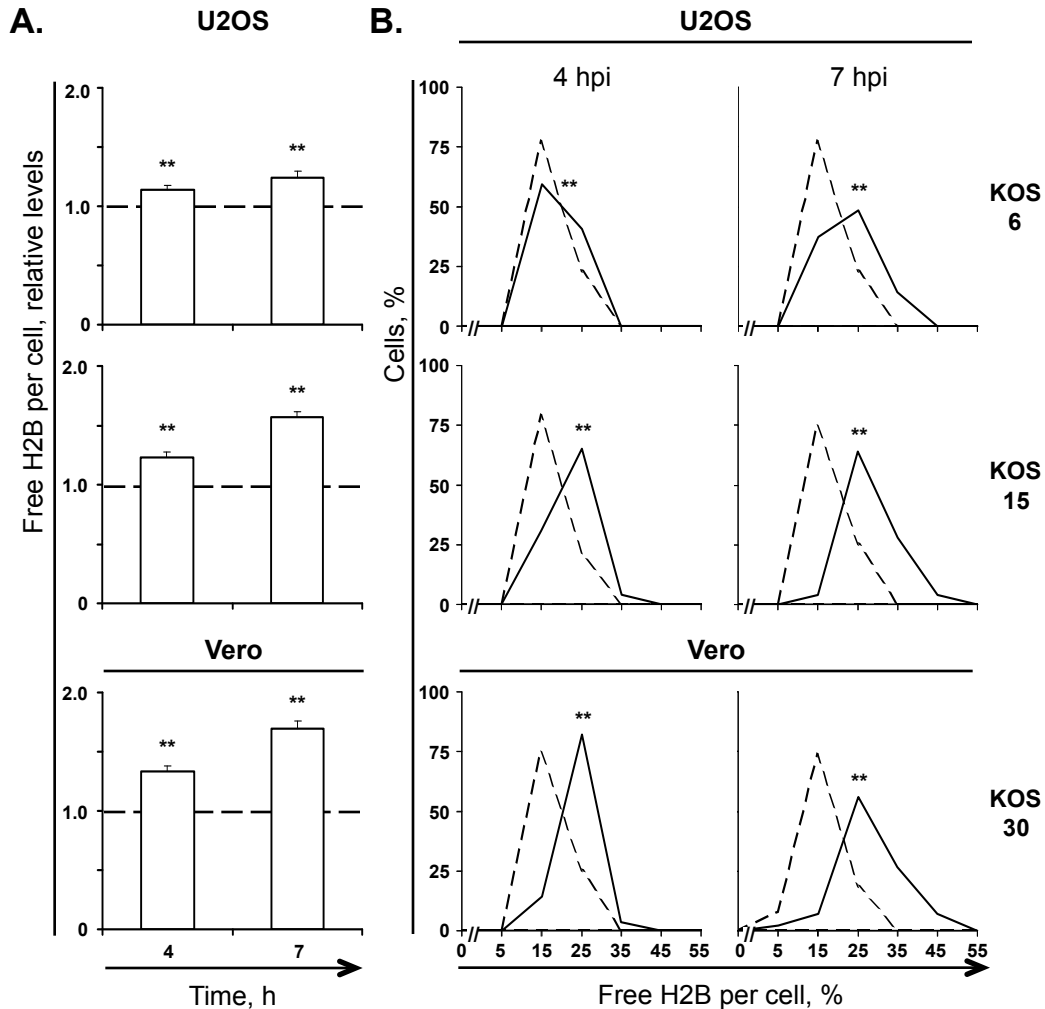 A.
U2OS
B.
U2OS
4 hpi
7 hpi
Free H2B per cell, relative levels
2.0
1.0
0
**
**
Cells, %
100
75
50
25
0
//
**
//
**
KOS
6
2.0
1.0
0
**
**
100
75
50
25
0
//
**
//
**
KOS
15
Vero
Vero
2.0
1.0
0
**
**
4
7
Time, h
100
75
50
25
0
//
**
//
**
KOS
30
0 5 15 25 35 45 55
0 5 15 25 35 45 55
Free H2B per cell, %